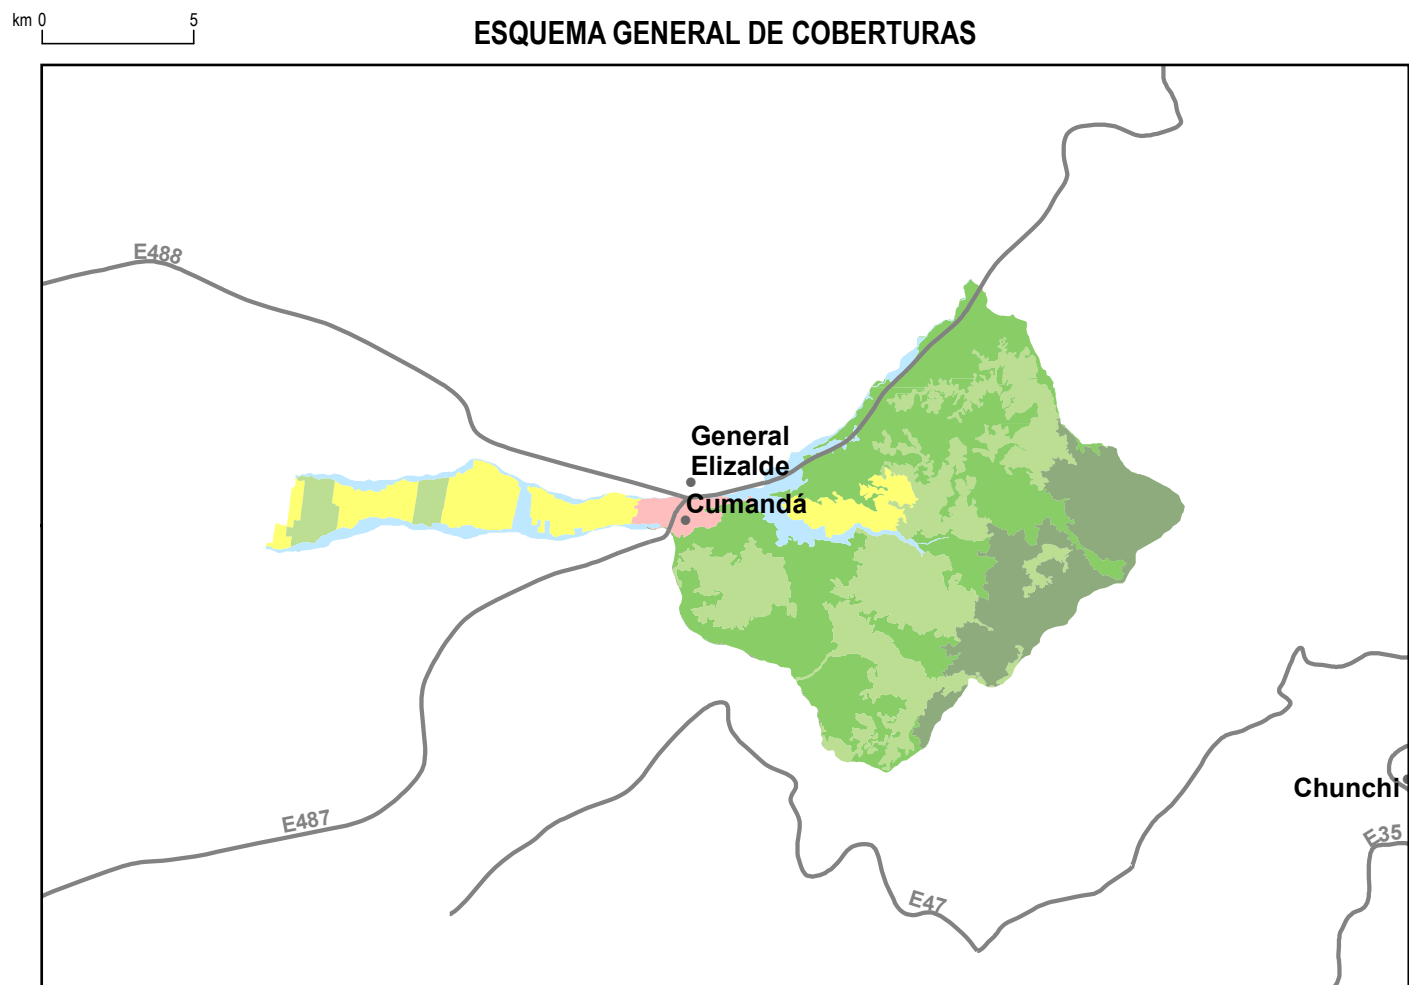 km 0 5
ESQUEMA GENERAL DE COBERTURAS
E488
General
Elizalde
Cumandá
Chunchi
E487
E35
E47